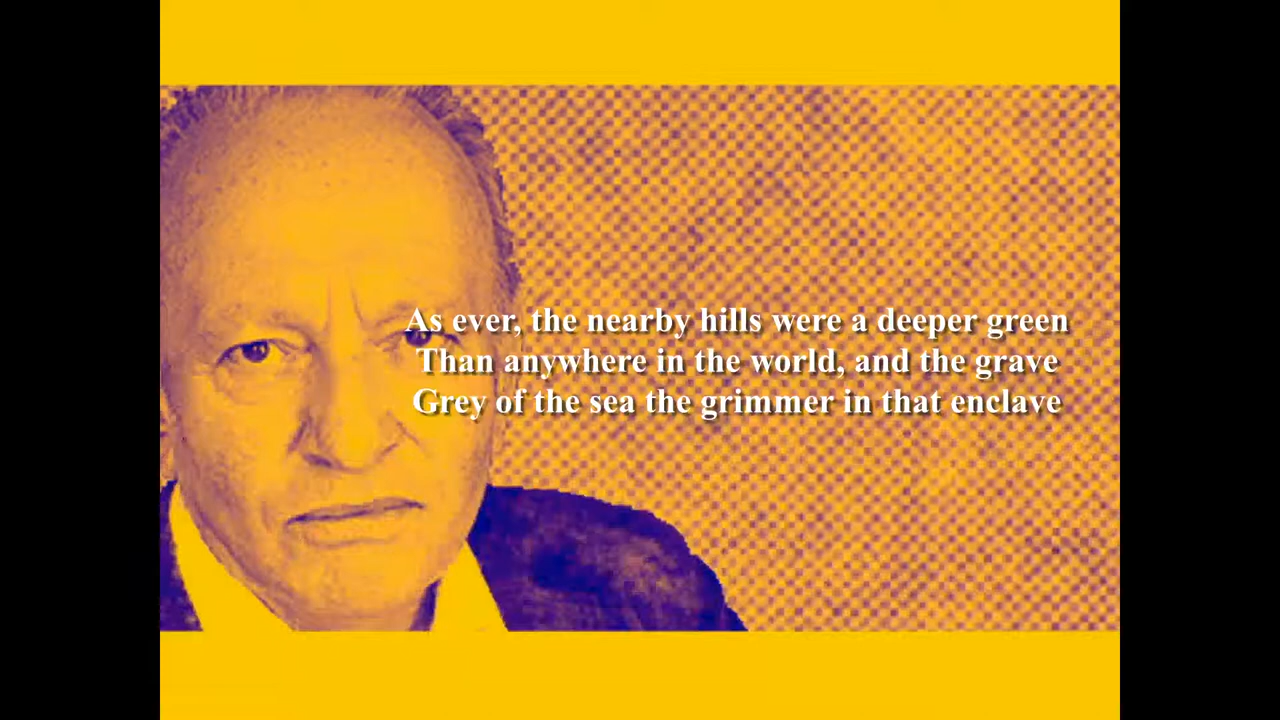 As ever, the nearby hills were a deeper green
Than anywhere in the world, and the grave
Grey of the sea the grimmer in that enclave